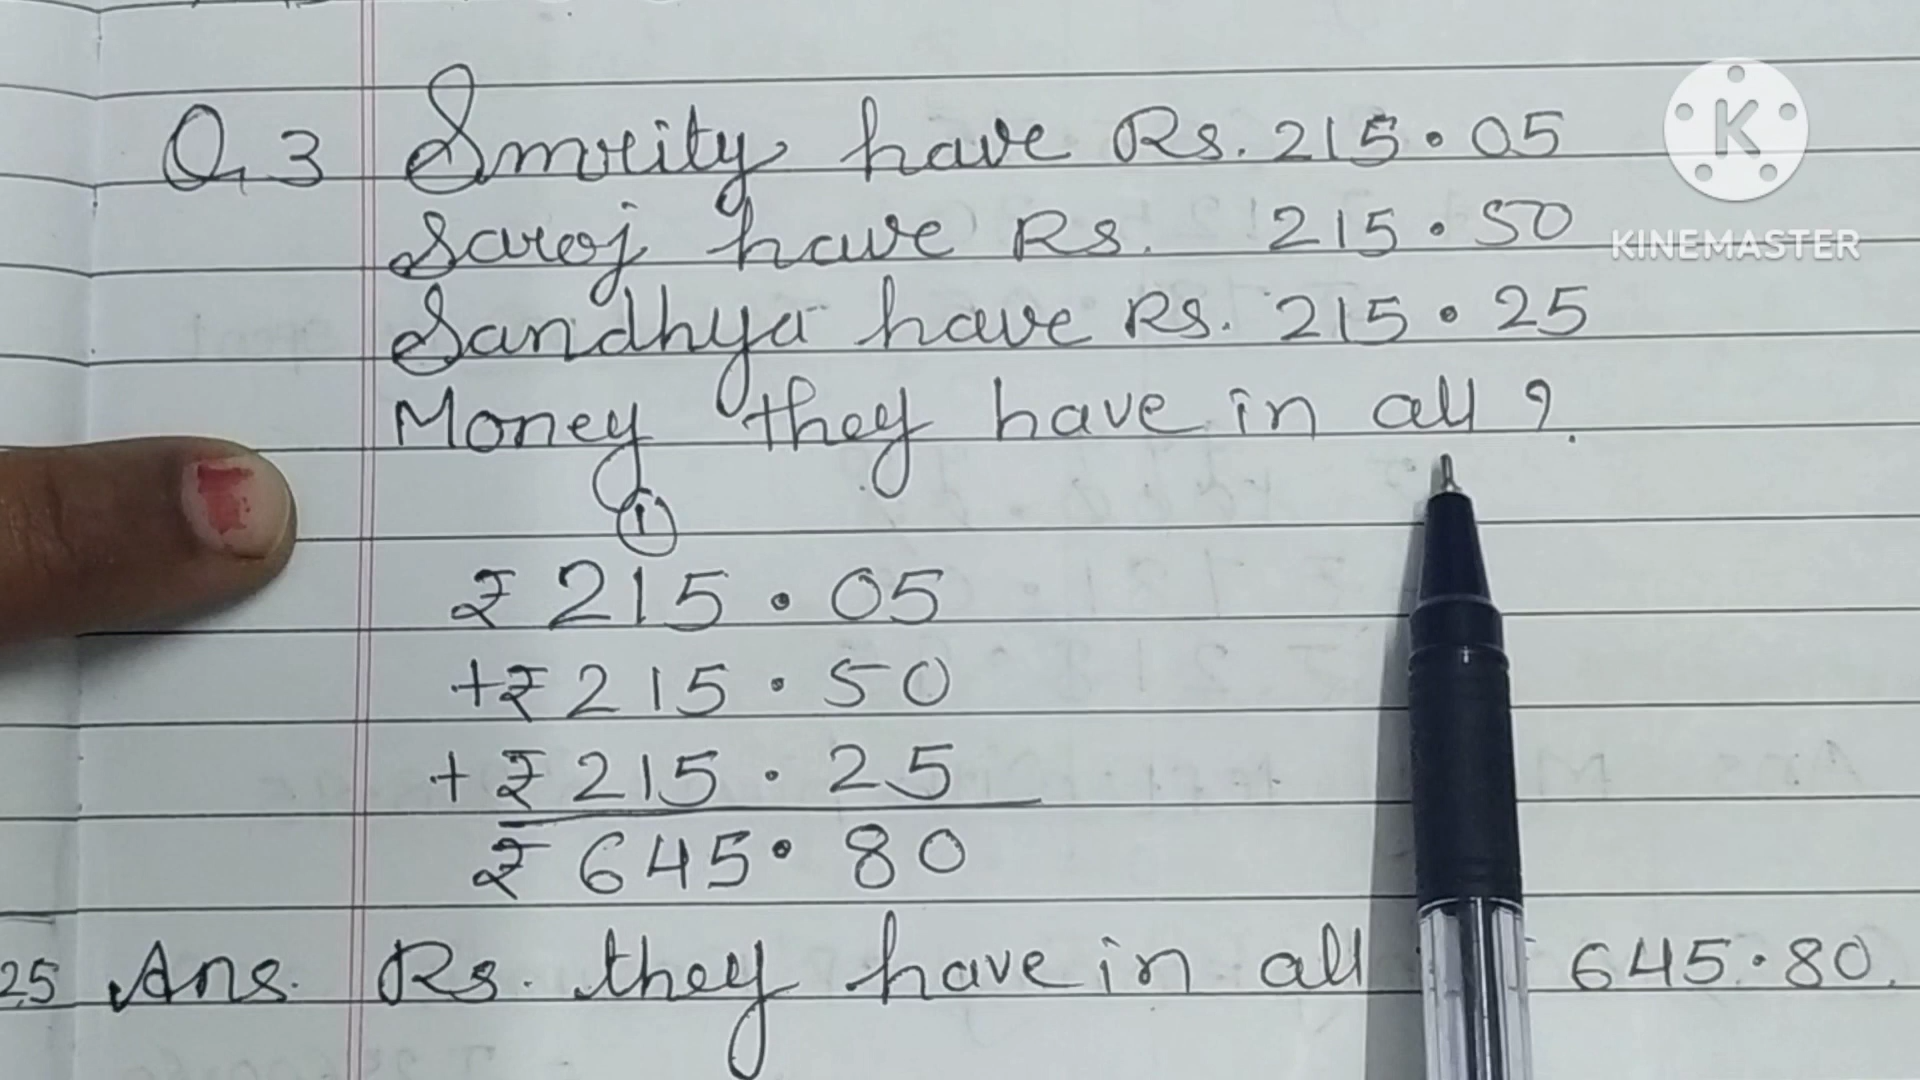 Q.3 Smrity have Rs. 215.05
Saroj have Rs. 215.50
Sandhya have Rs. 215.25
Money they have in all?
1
₹ 215.05
+ ₹ 215.50
+ ₹ 215.25
₹ 645.80
25 Ans. Rs. they have in all 645.80.
K
KINEMASTER